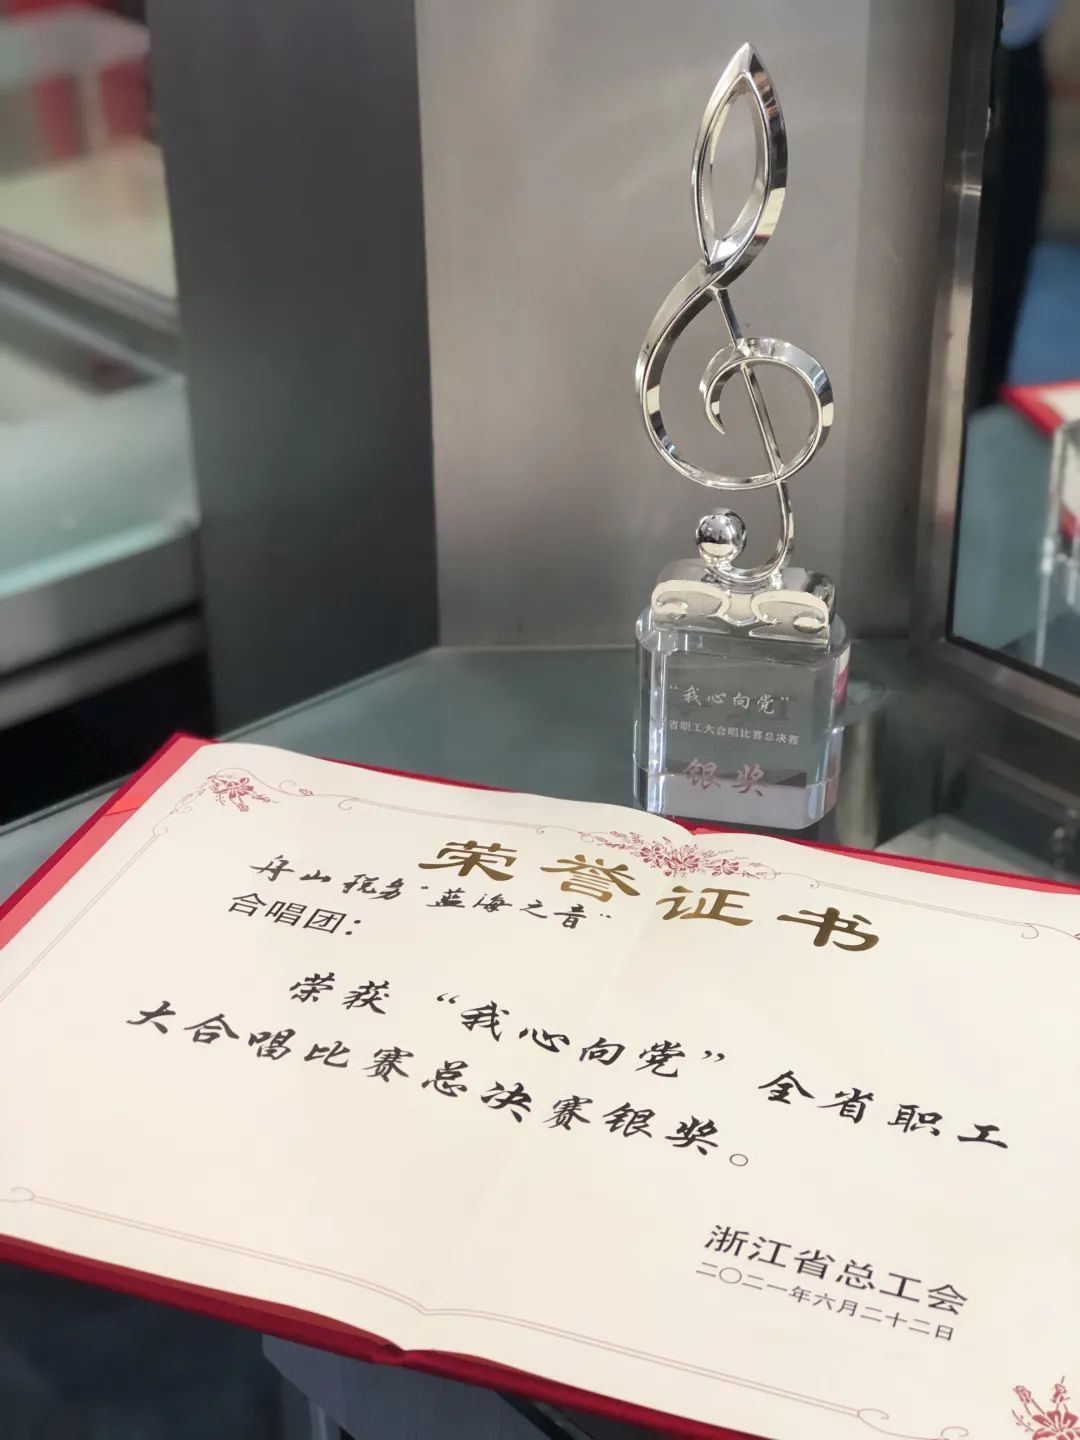 “我心向党”
省职工大合唱比赛总决赛
银奖
荣誉证书
舟山税务“蓝海之音”
合唱团：
荣获“我心向党”全省职工
大合唱比赛总决赛银奖。
浙江省总工会
二〇二一年六月二十二日